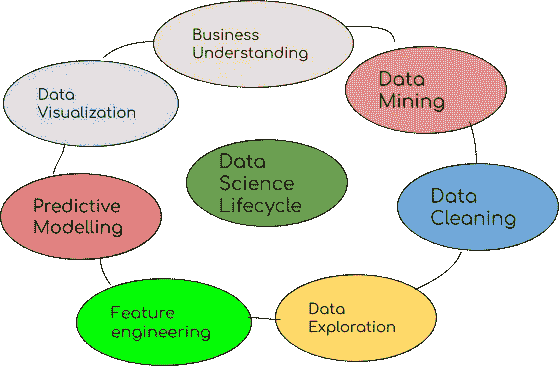 Business
Understanding
Data
Mining
Data
Cleaning
Data
Exploration
Feature
engineering
Predictive
Modelling
Data
Visualization
Data
Science
Lifecycle